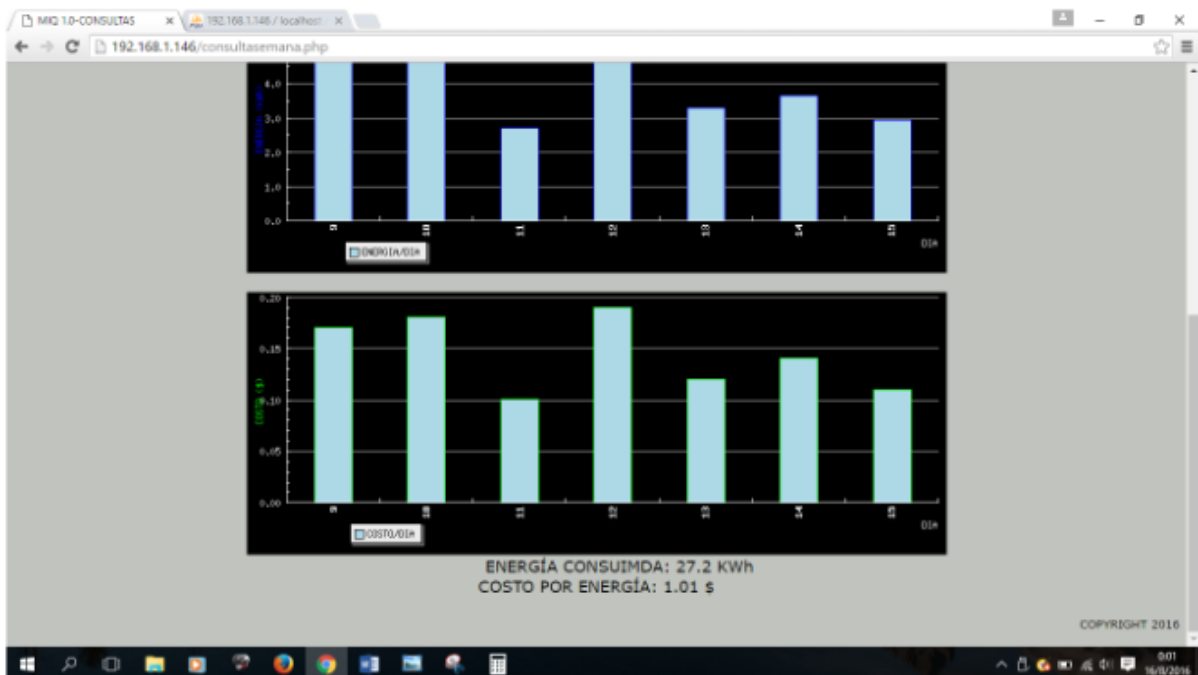 MIQ 1.0-CONSULTAS
192.168.1.146 / localhost
192.168.1.146/consultasemana.php
4.0
3.0
2.0
1.0
0.0
9
10
11
12
13
14
15
DIA
ENERGIA/DIA
0.20
0.15
0.10
0.05
0.00
COSTO ($)
9
10
11
12
13
14
15
DIA
COSTO/DIA
ENERGÍA CONSUIMDA: 27.2 KWh
COSTO POR ENERGÍA: 1.01 $
COPYRIGHT 2016
0:01
16/8/2016